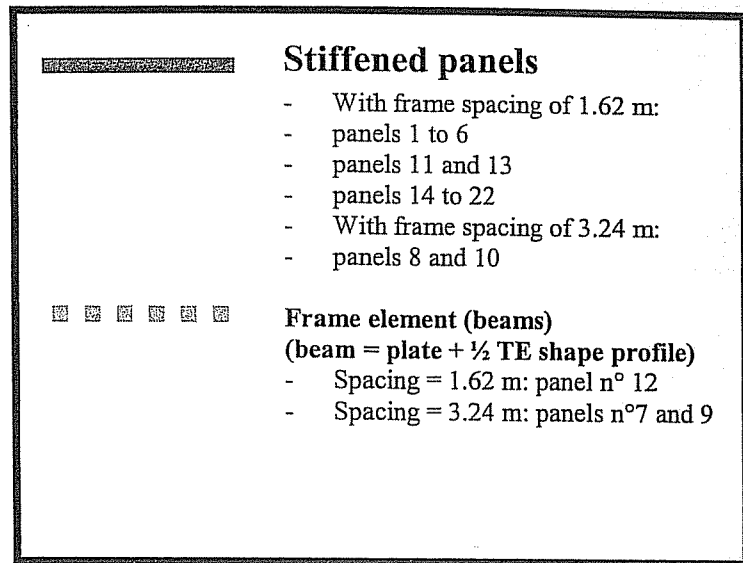 Stiffened panels
- With frame spacing of 1.62 m:
- panels 1 to 6
- panels 11 and 13
- panels 14 to 22
- With frame spacing of 3.24 m:
- panels 8 and 10
Frame element (beams)
(beam = plate + ½ TE shape profile)
- Spacing = 1.62 m: panel n° 12
- Spacing = 3.24 m: panels n°7 and 9